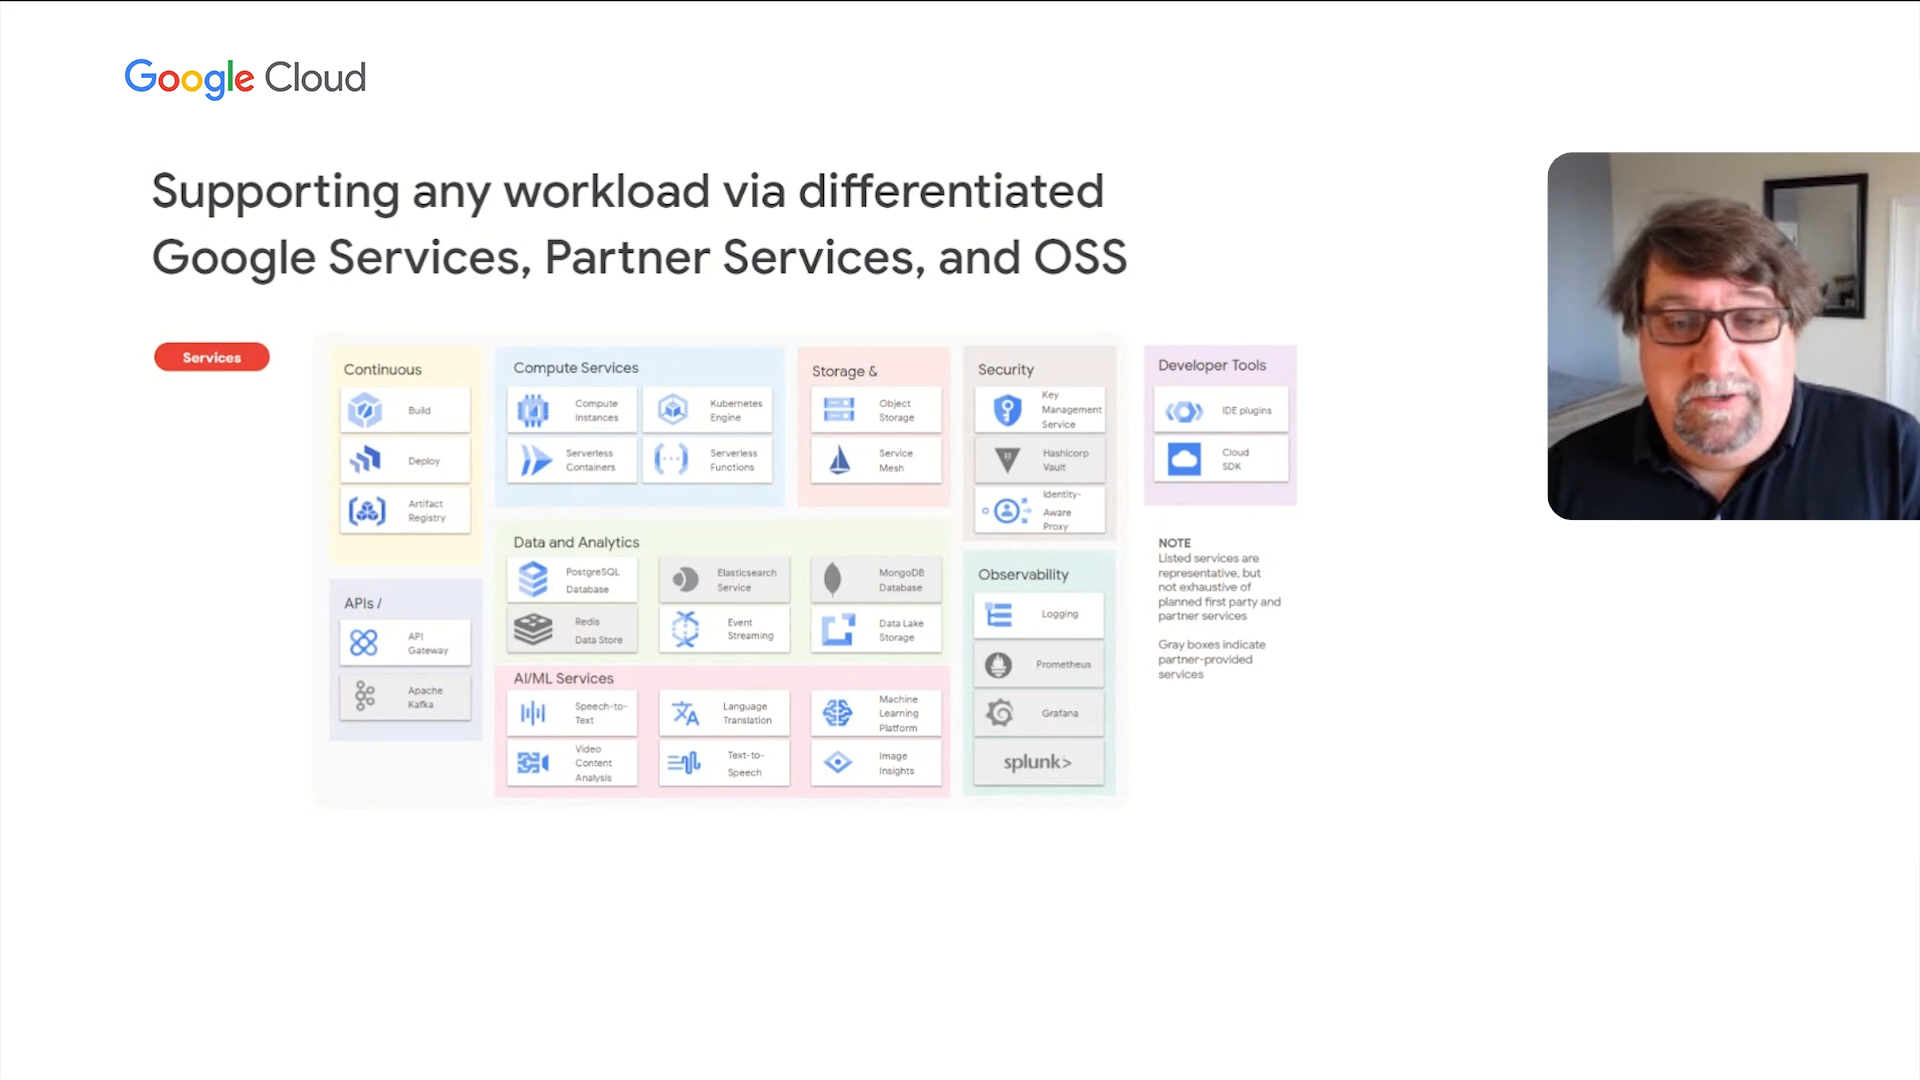 Google Cloud
Supporting any workload via differentiated
Google Services, Partner Services, and OSS
Services
Continuous
Build
Deploy
Artifact
Registry
APIs /
API
Gateway
Apache
Kafka
Compute Services
Compute
Instances
Kubernetes
Engine
Serverless
Containers
Serverless
Functions
Storage &
Object
Storage
Service
Mesh
Data and Analytics
PostgreSQL
Database
Elasticsearch
Service
MongoDB
Database
Redis
Data Store
Event
Streaming
Data Lake
Storage
AI/ML Services
Speech-to-
Text
Language
Translation
Machine
Learning
Platform
Video
Content
Analysis
Text-to-
Speech
Image
Insights
Security
Key
Management
Service
Hashicorp
Vault
Identity-
Aware
Proxy
Observability
Logging
Prometheus
Grafana
splunk>
Developer Tools
IDE plugins
Cloud
SDK
NOTE
Listed services are
representative, but
not exhaustive of
planned first party and
partner services
Gray boxes indicate
partner-provided
services